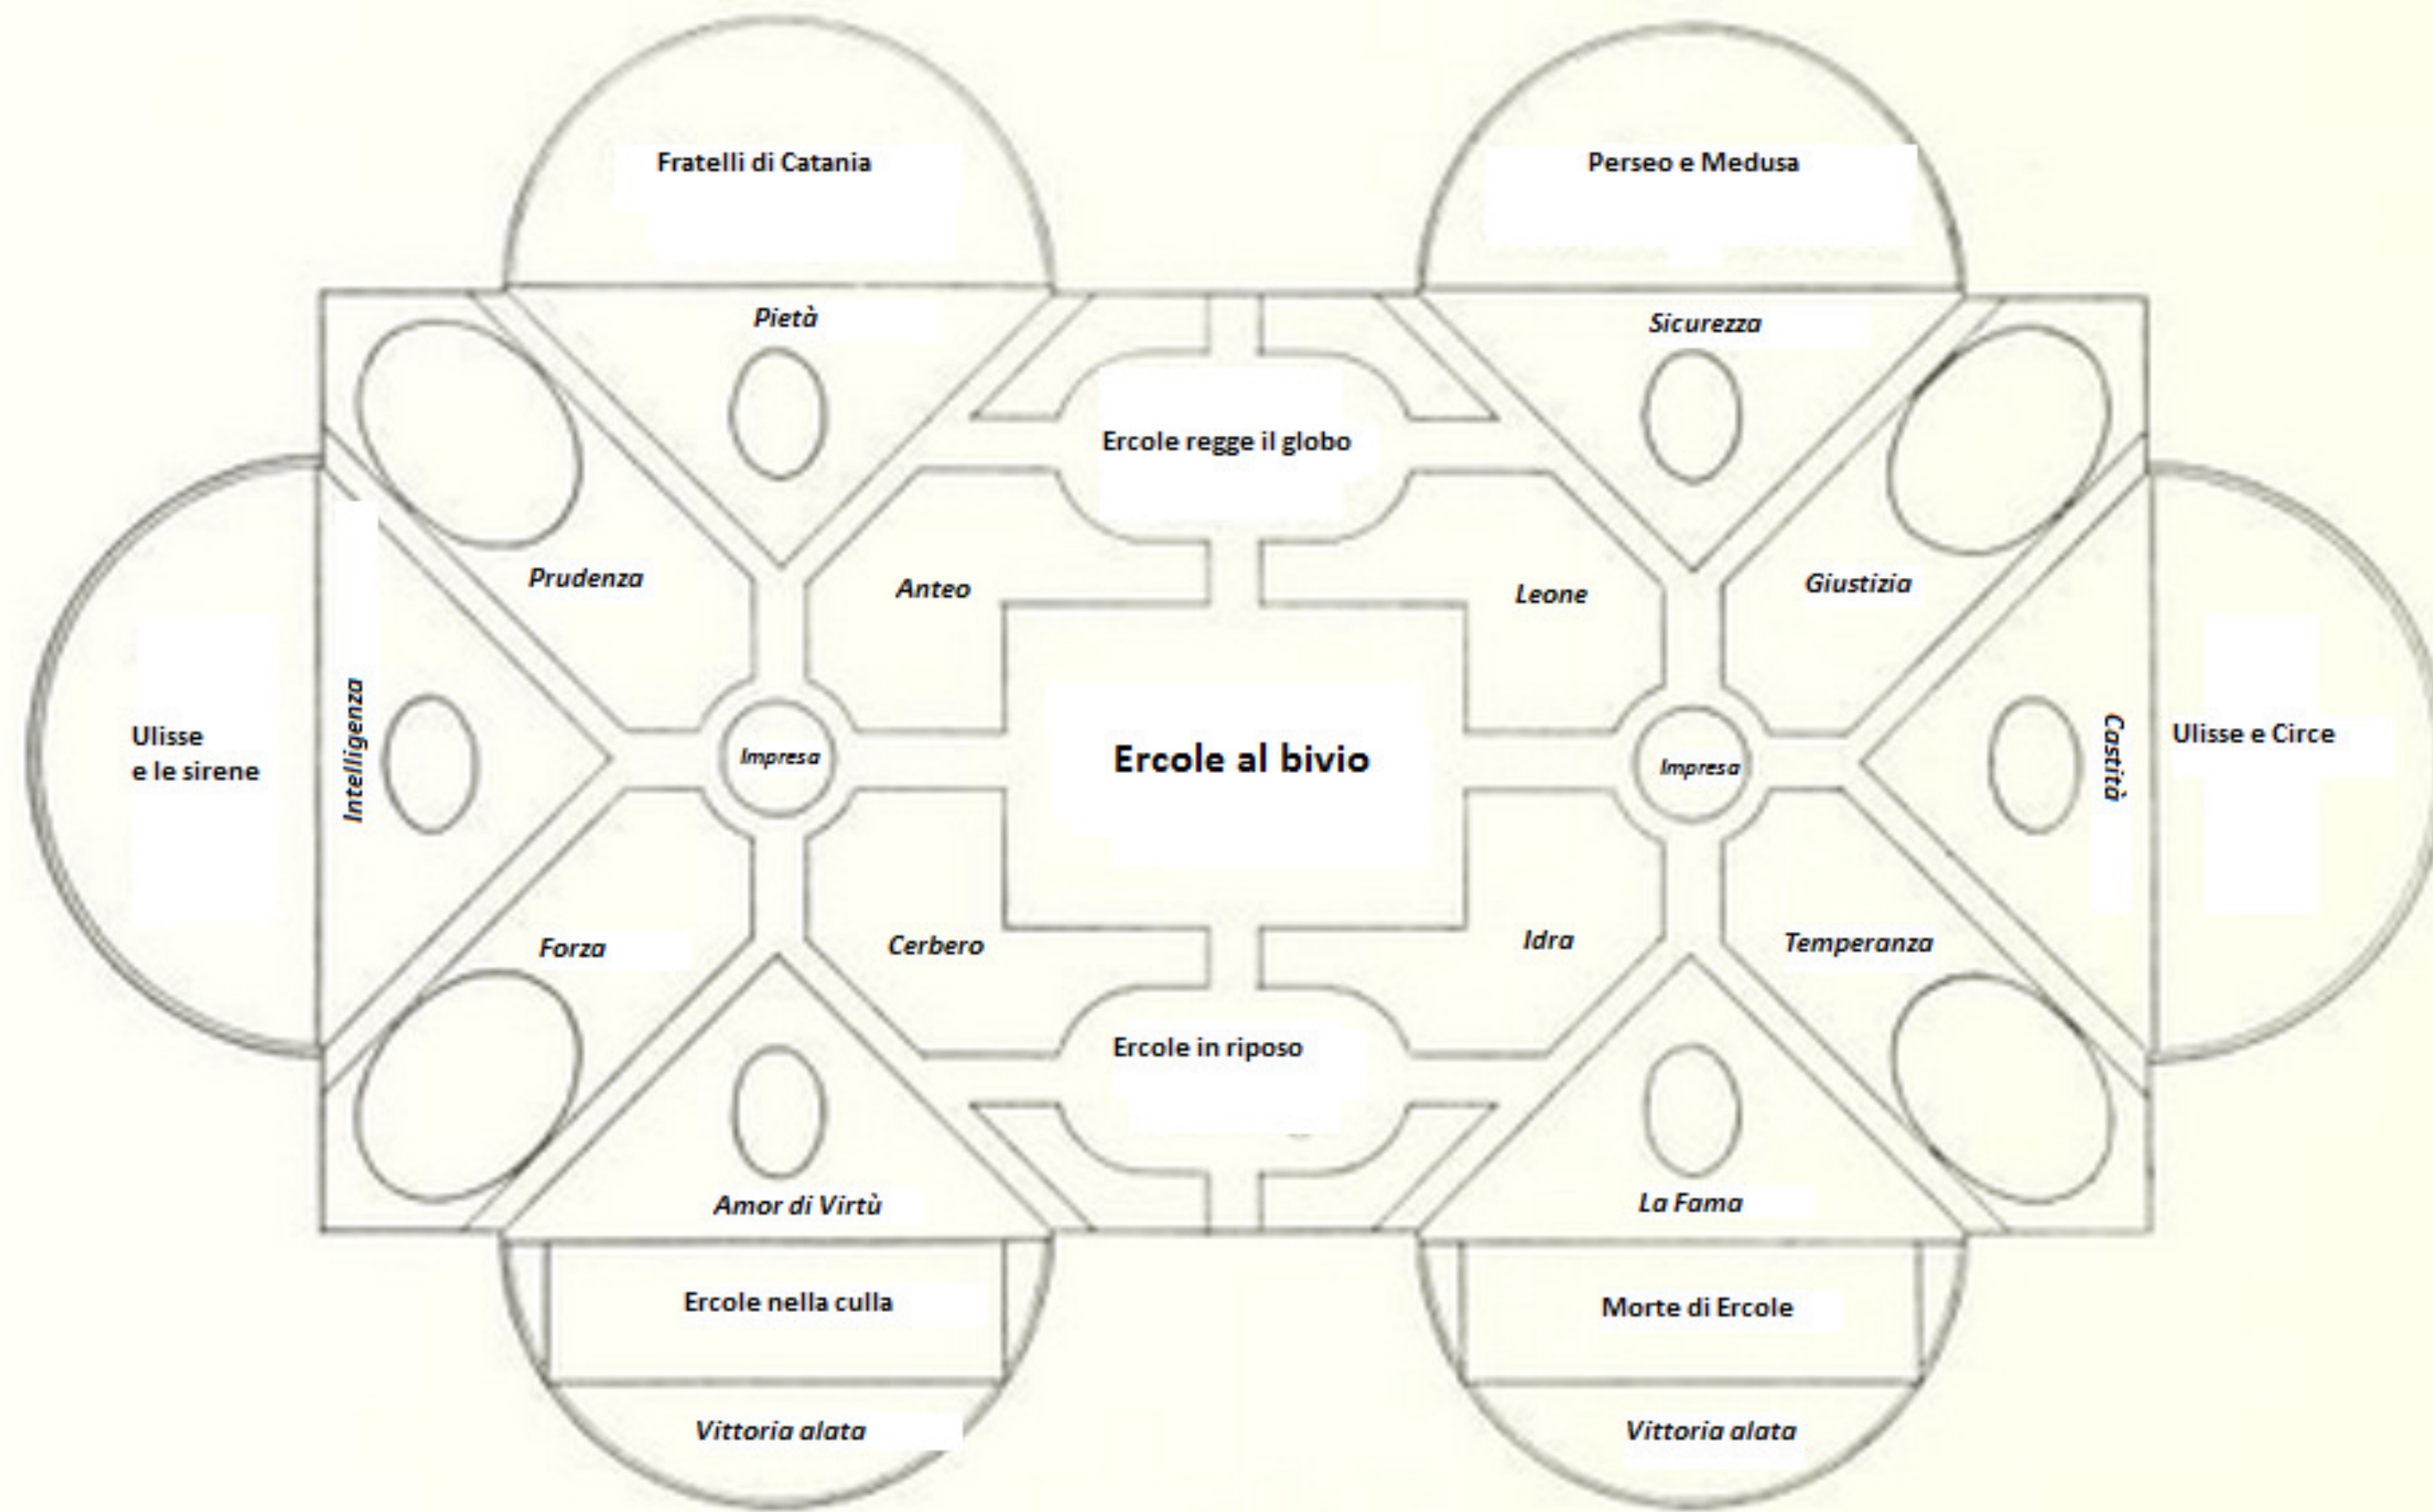 Fratelli di Catania
Perseo e Medusa
Pietà
Sicurezza
Ercole regge il globo
Prudenza
Anteo
Leone
Giustizia
Ulisse
e le sirene
Intelligenza
Impresa
Ercole al bivio
Impresa
Castità
Ulisse e Circe
Forza
Cerbero
Idra
Temperanza
Ercole in riposo
Amor di Virtù
La Fama
Ercole nella culla
Morte di Ercole
Vittoria alata
Vittoria alata